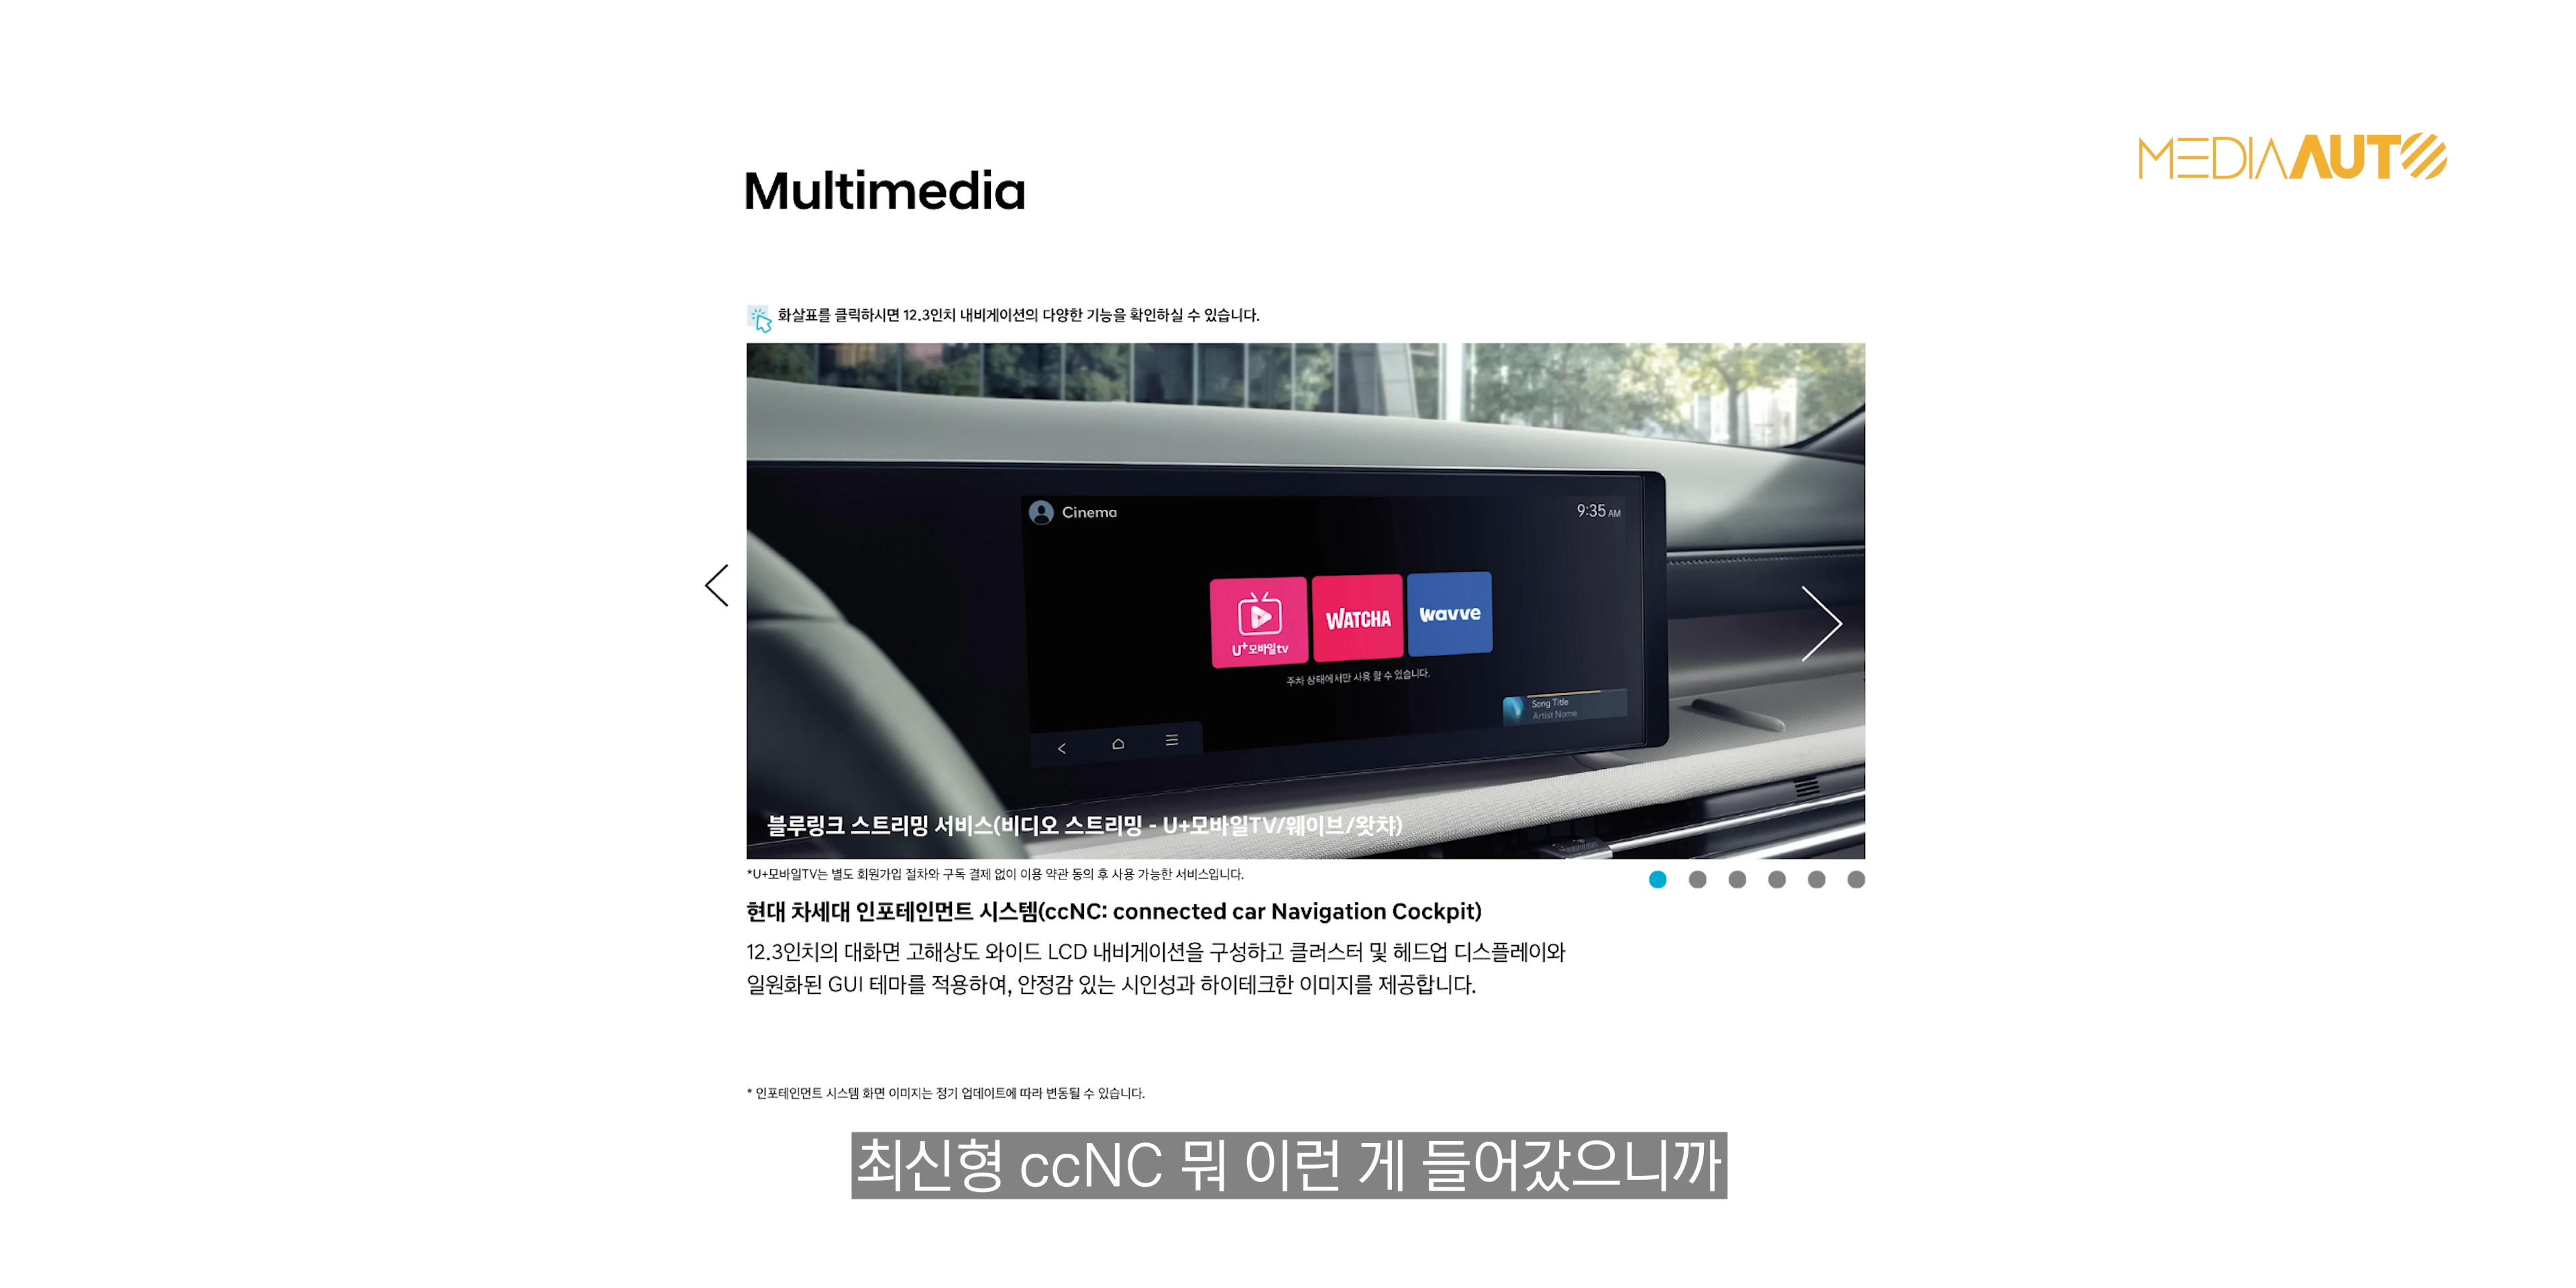 MEDIAAUTO
Multimedia
화살표를 클릭하시면 12.3인치 내비게이션의 다양한 기능을 확인하실 수 있습니다.
Cinema
9:35 AM
U+모바일tv
WATCHA
wavve
주차 상태에서만 사용 할 수 있습니다.
Song Title
Artist Name
블루링크 스트리밍 서비스(비디오 스트리밍 - U+모바일TV/웨이브/왓챠)
*U+모바일TV는 별도 회원가입 절차와 구독 결제 없이 이용 약관 동의 후 사용 가능한 서비스입니다.
현대 차세대 인포테인먼트 시스템(ccNC: connected car Navigation Cockpit)
12.3인치의 대화면 고해상도 와이드 LCD 내비게이션을 구성하고 클러스터 및 헤드업 디스플레이와
일원화된 GUI 테마를 적용하여, 안정감 있는 시인성과 하이테크한 이미지를 제공합니다.
* 인포테인먼트 시스템 화면 이미지는 정기 업데이트에 따라 변동될 수 있습니다.
최신형 ccNC 뭐 이런 게 들어갔으니까